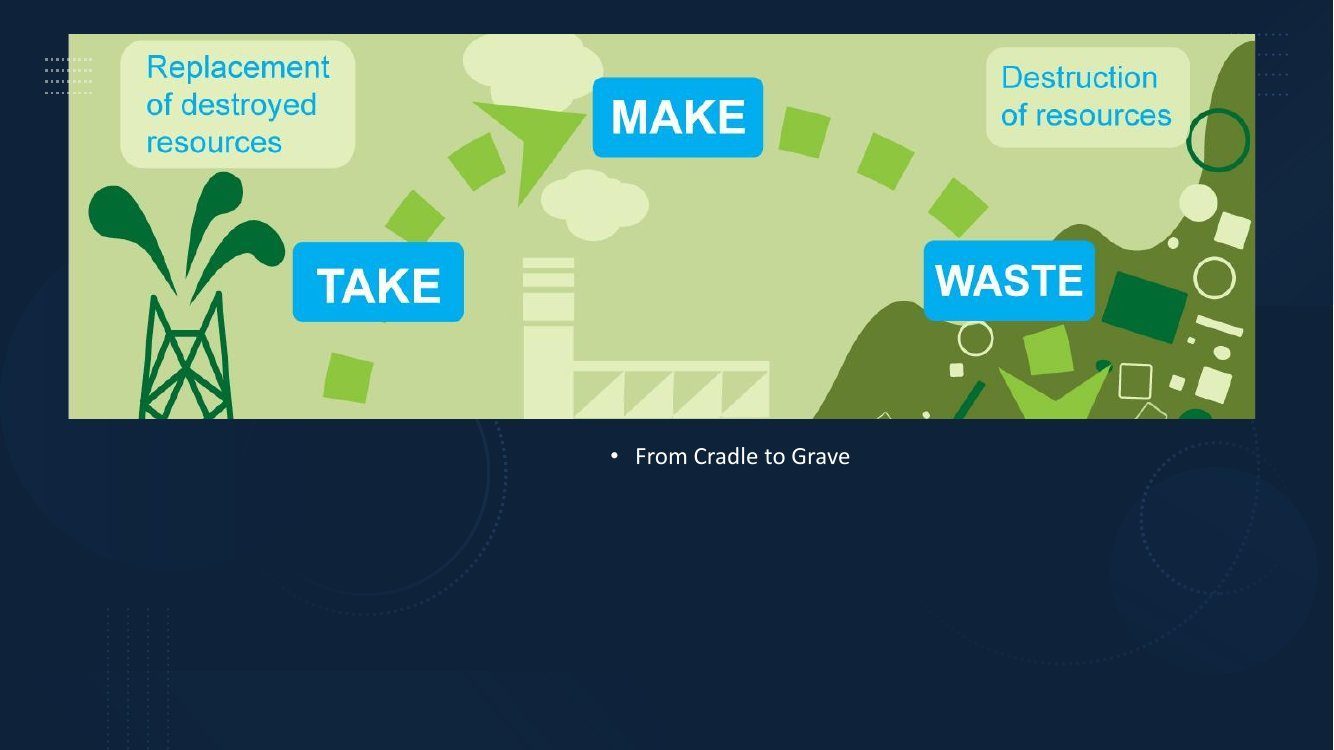 Replacement
of destroyed
resources
MAKE
Destruction
of resources
TAKE
WASTE
• From Cradle to Grave